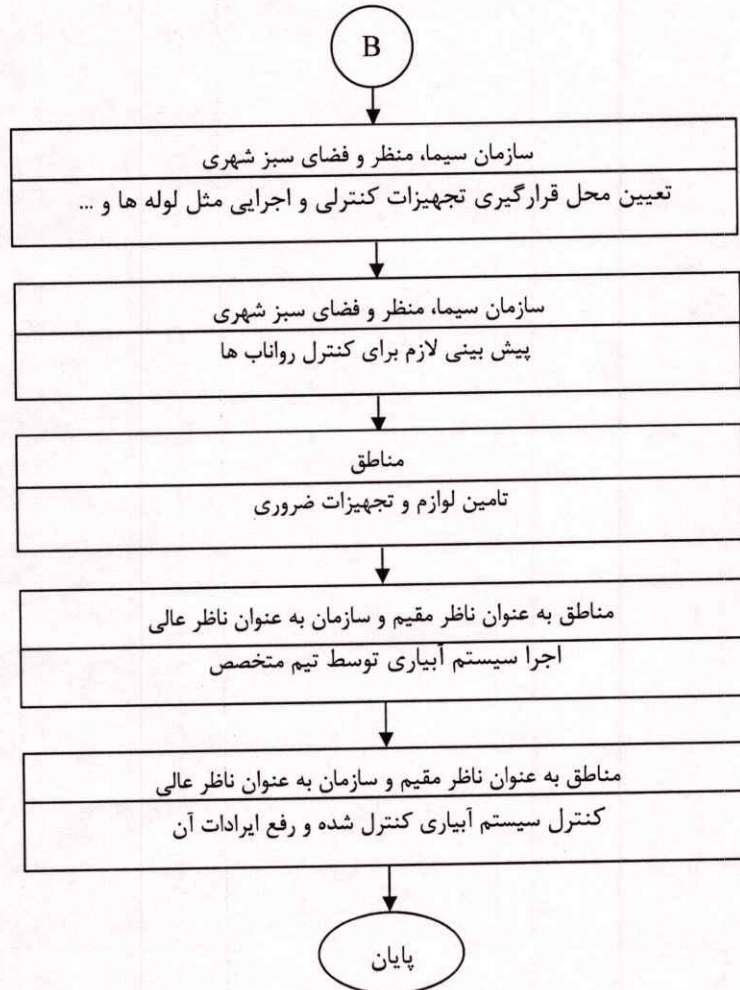 B
سازمان سیما، منظر و فضای سبز شهری
تعیین محل قرارگیری تجهیزات کنترلی و اجرایی مثل لوله ها و ...
سازمان سیما، منظر و فضای سبز شهری
پیش بینی لازم برای کنترل رواناب ها
مناطق
تامین لوازم و تجهیزات ضروری
مناطق به عنوان ناظر مقیم و سازمان به عنوان ناظر عالی
اجرا سیستم آبیاری توسط تیم متخصص
مناطق به عنوان ناظر مقیم و سازمان به عنوان ناظر عالی
کنترل سیستم آبیاری کنترل شده و رفع ایرادات آن
پایان